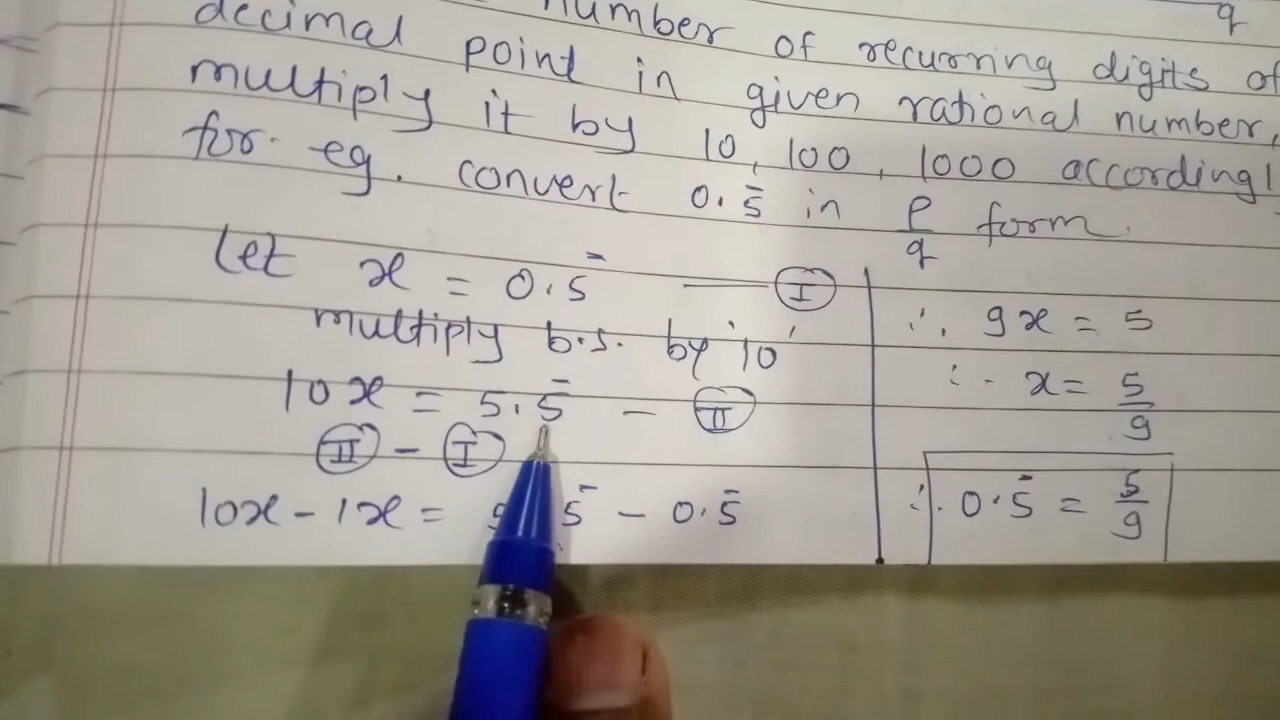 q
number of recurring digits of
decimal point in given rational number,
multiply it by 10, 100, 1000 accordingl
for eg. convert 0.5̄ in p/q form.
Let x = 0.5̄ — I
multiply b.s. by 10
10x = 5.5̄ - II
II - I
10x - 1x = 5.5̄ - 0.5̄
∴ 9x = 5
∴ x = 5/9
∴ 0.5̄ = 5/9